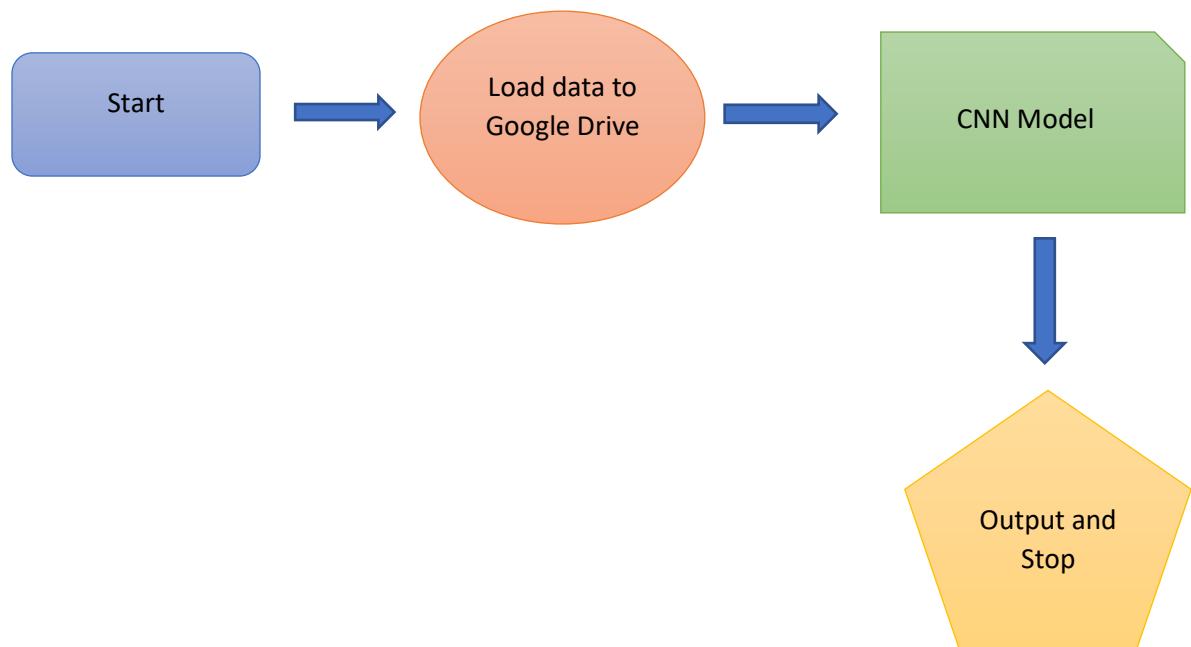 Start
Load data to
Google Drive
CNN Model
Output and
Stop